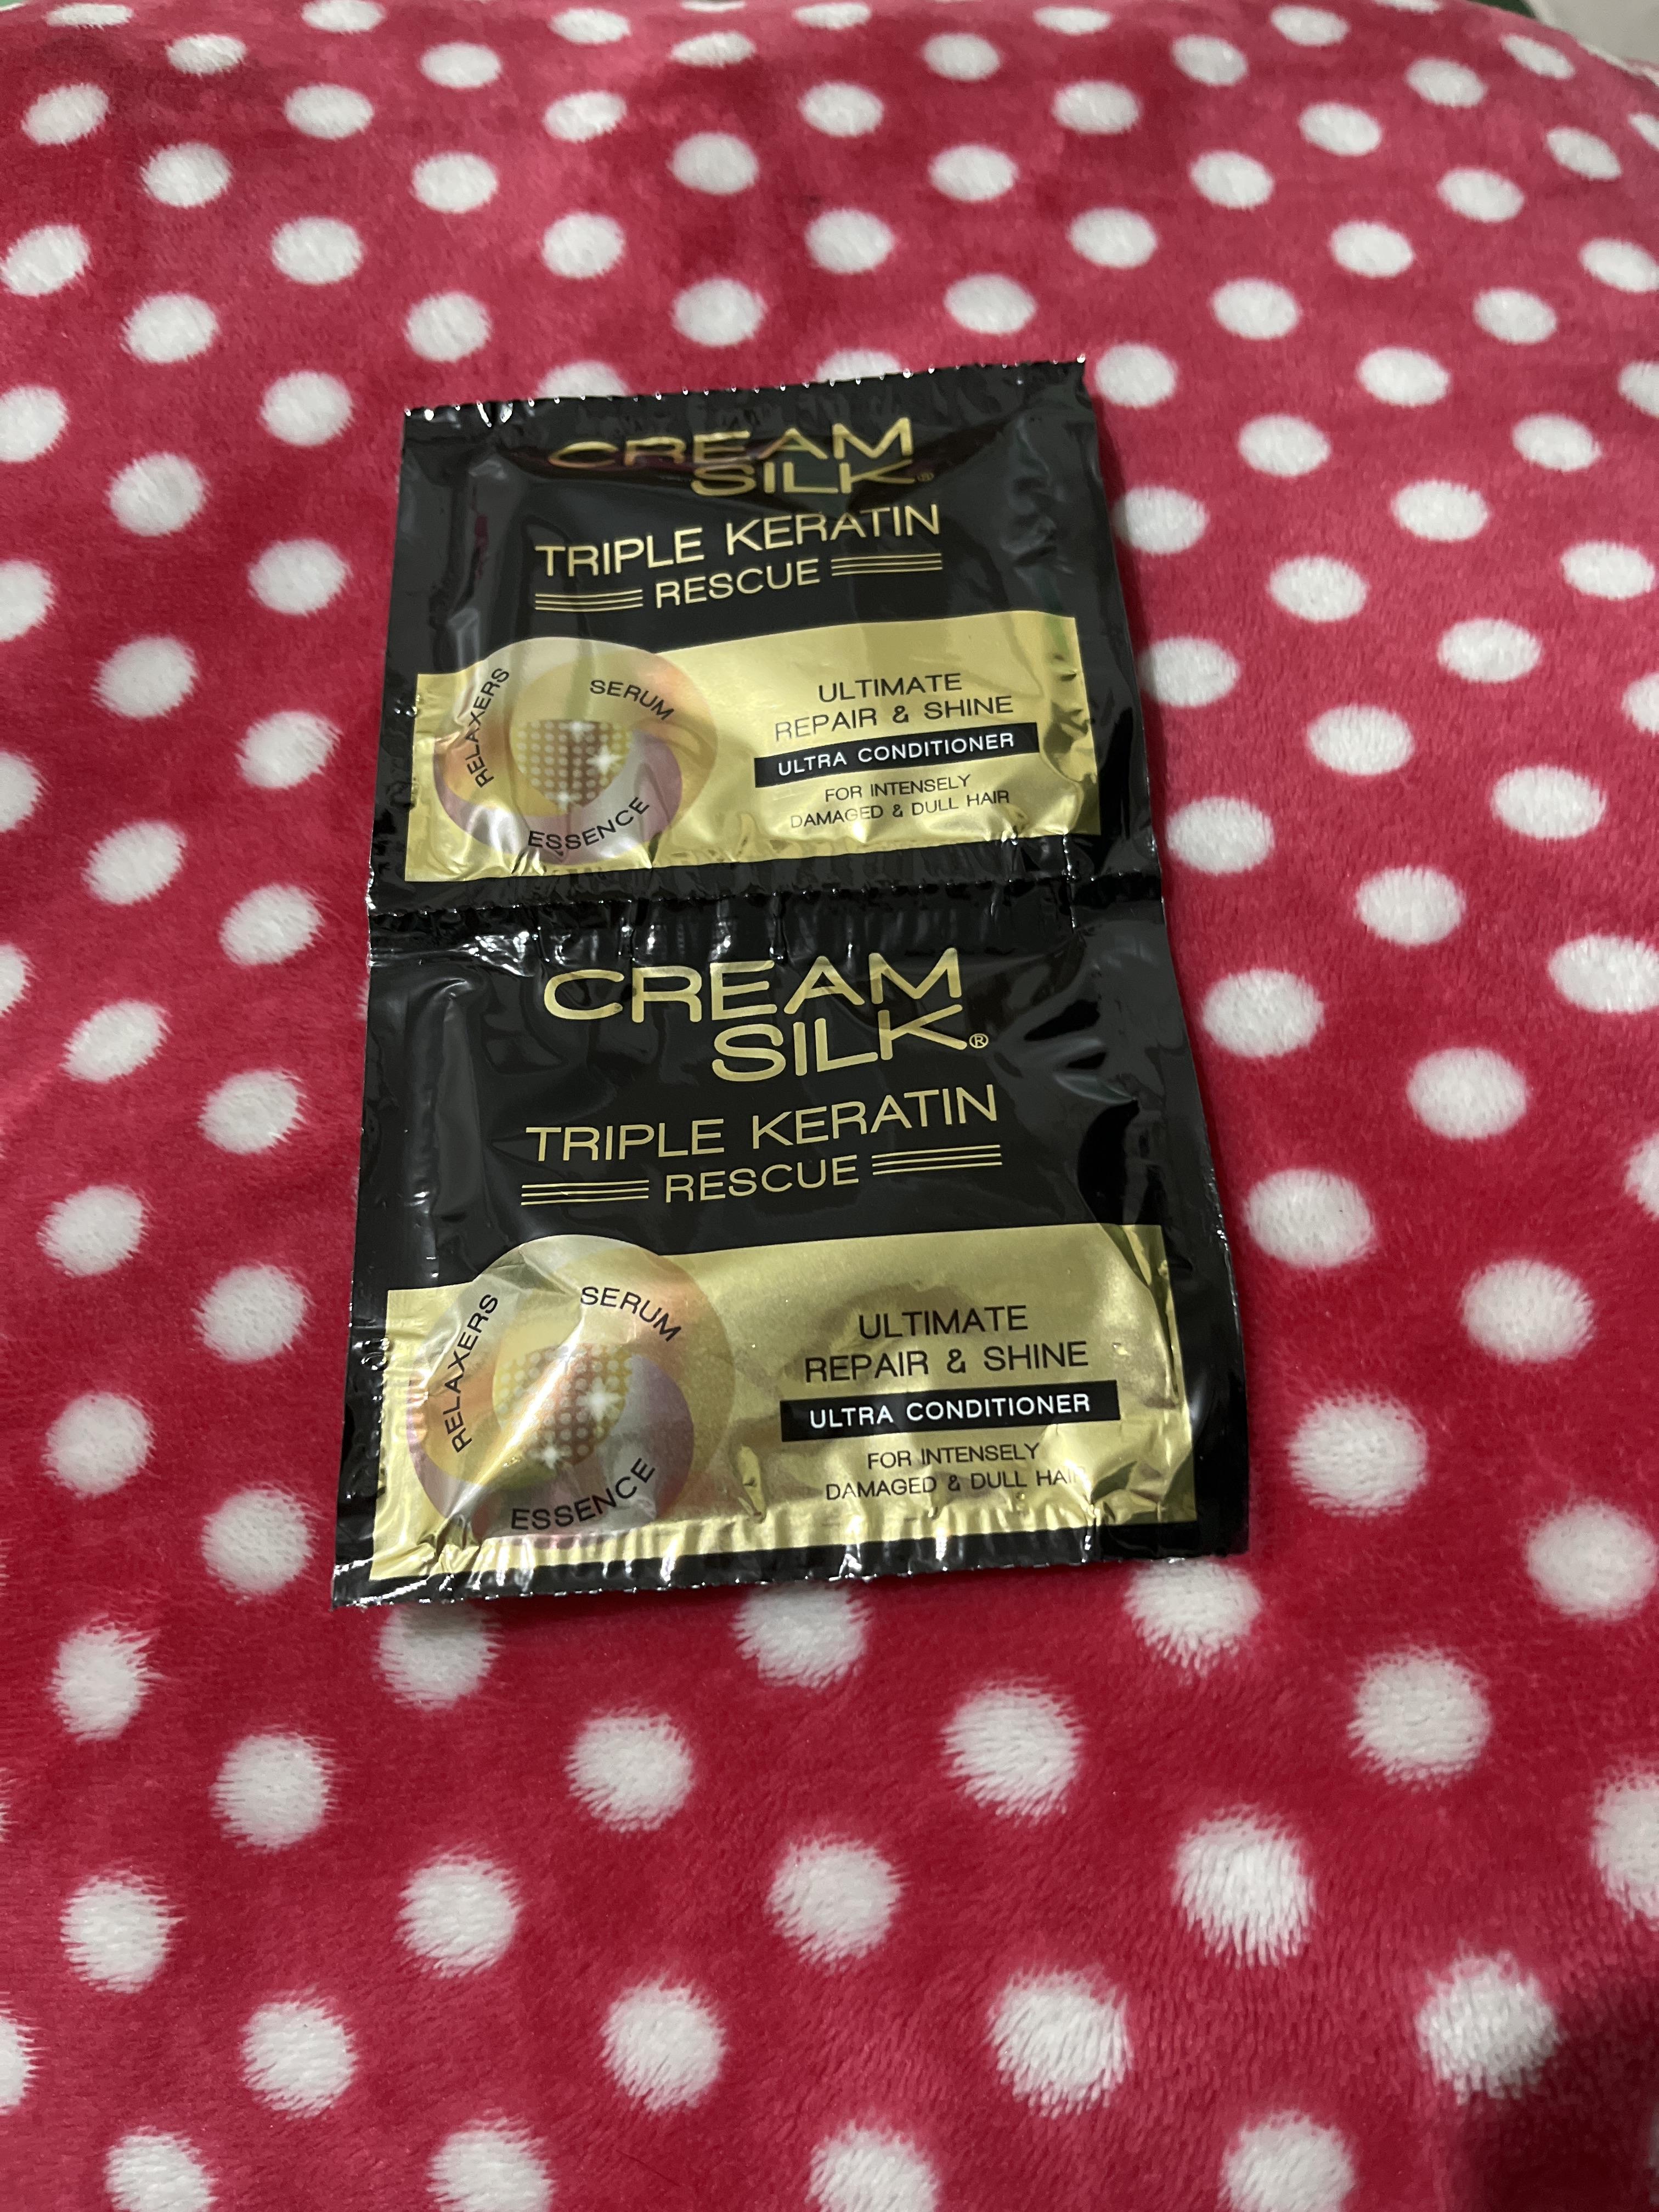 CREAM
SILK®
TRIPLE KERATIN
RESCUE
RELAXERS
SERUM
ESSENCE
ULTIMATE
REPAIR & SHINE
ULTRA CONDITIONER
FOR INTENSELY
DAMAGED & DULL HAIR
CREAM
SILK®
TRIPLE KERATIN
RESCUE
RELAXERS
SERUM
ESSENCE
ULTIMATE
REPAIR & SHINE
ULTRA CONDITIONER
FOR INTENSELY
DAMAGED & DULL HAIR